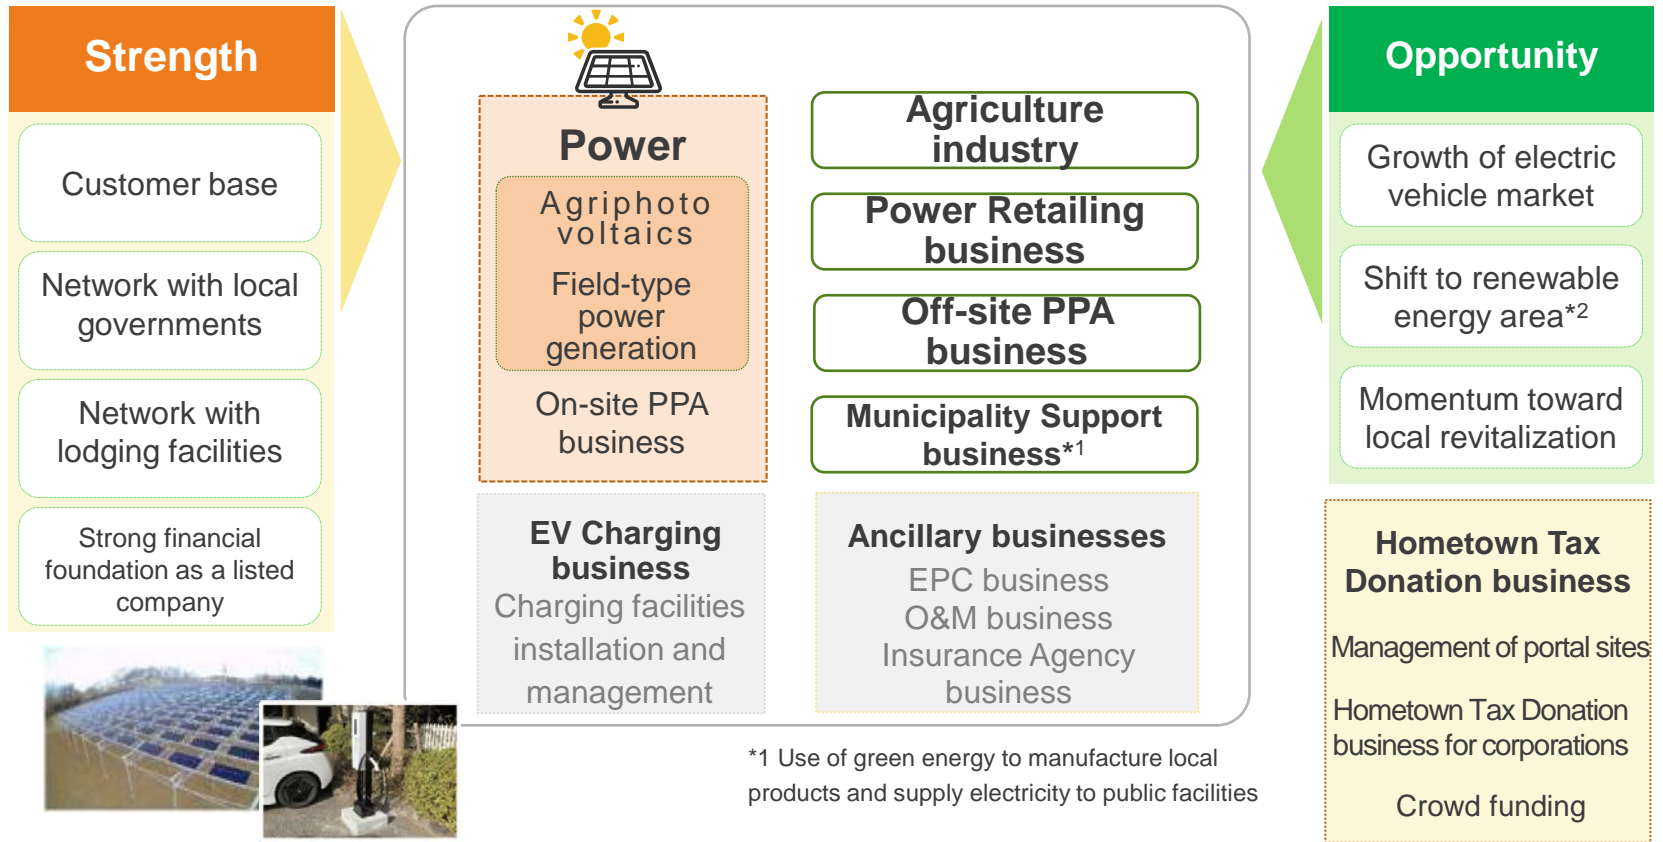 Strength
Customer base
Network with local
governments
Network with
lodging facilities
Strong financial
foundation as a listed
company
Power
Agriphoto
voltaics
Field-type
power
generation
On-site PPA
business
EV Charging
business
Charging facilities
installation and
management
Agriculture
industry
Power Retailing
business
Off-site PPA
business
Municipality Support
business*1
Ancillary businesses
EPC business
O&M business
Insurance Agency
business
*1 Use of green energy to manufacture local
products and supply electricity to public facilities
Opportunity
Growth of electric
vehicle market
Shift to renewable
energy area*2
Momentum toward
local revitalization
Hometown Tax
Donation business
Management of portal sites
Hometown Tax Donation
business for corporations
Crowd funding